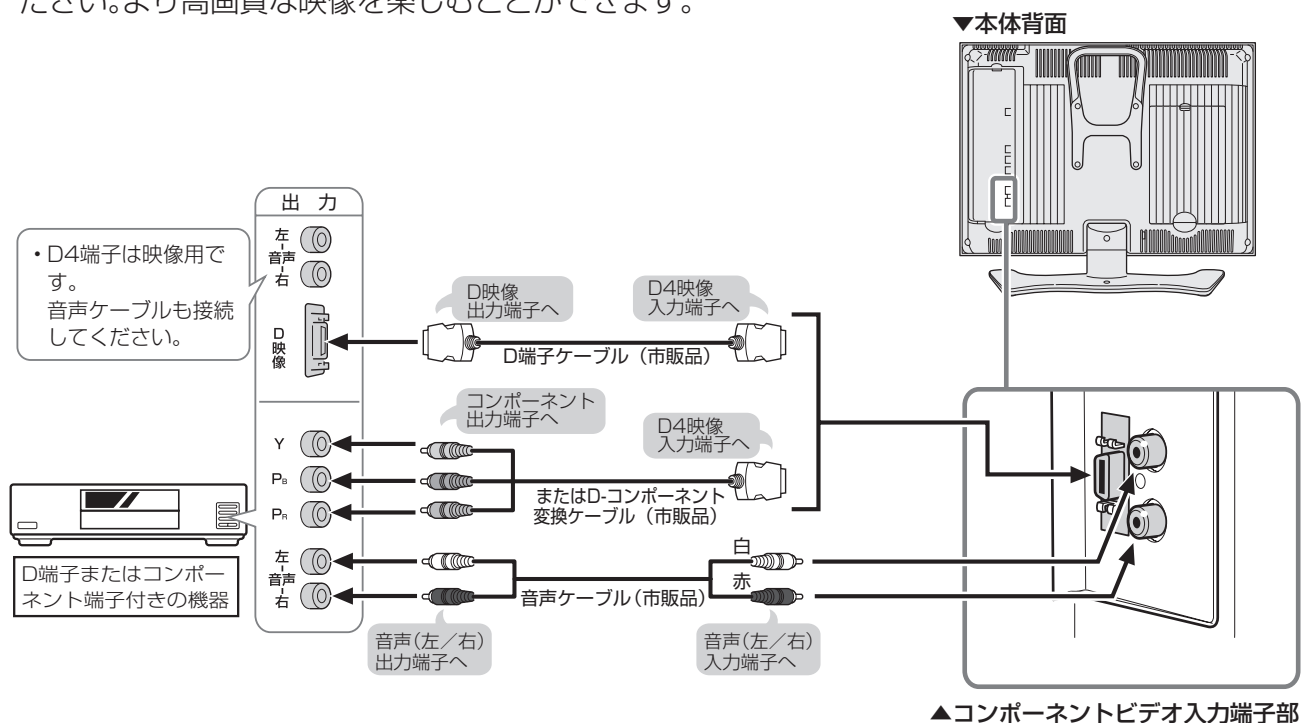 ださい。より高画質な映像を楽しむことができます。
▼本体背面
出 力
左
音声
右
・D4端子は映像用で
す。
音声ケーブルも接続
してください。
D
映
像
D映像
出力端子へ
D4映像
入力端子へ
D端子ケーブル（市販品）
コンポーネント
出力端子へ
D4映像
入力端子へ
Y
PB
PR
またはD-コンポーネント
変換ケーブル（市販品）
左
音声
右
白
赤
音声ケーブル（市販品）
D端子またはコンポー
ネント端子付きの機器
音声（左／右）
出力端子へ
音声（左／右）
入力端子へ
▲コンポーネントビデオ入力端子部